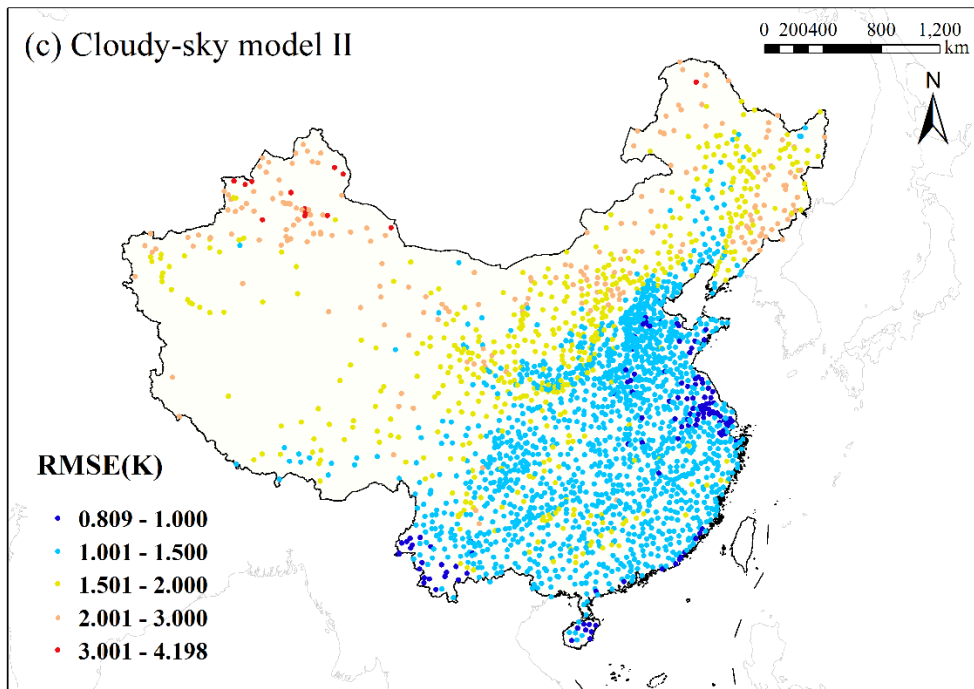 (c) Cloudy-sky model II
0 200400 800 1,200
km
N
RMSE(K)
0.809 - 1.000
1.001 - 1.500
1.501 - 2.000
2.001 - 3.000
3.001 - 4.198